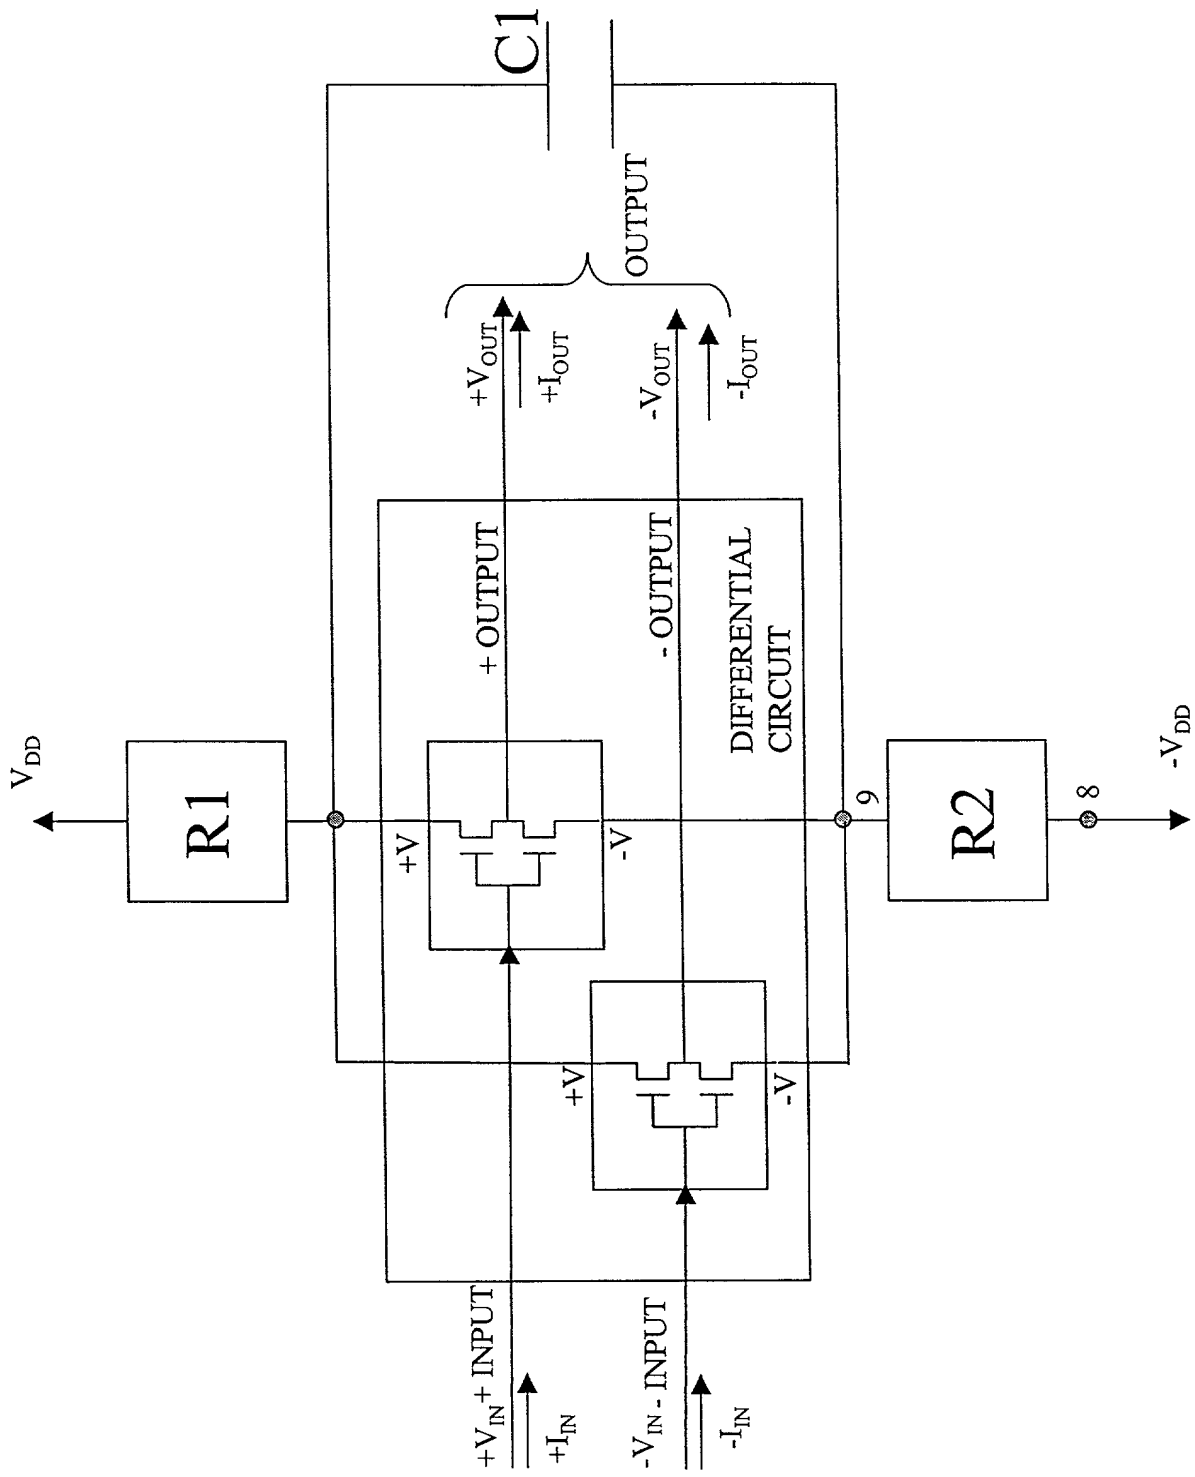 V_DD
R1
C1
+V
-V
+V
-V
+V_IN + INPUT
+I_IN
-V_IN - INPUT
-I_IN
+ OUTPUT
- OUTPUT
DIFFERENTIAL
CIRCUIT
+V_OUT
+I_OUT
-V_OUT
-I_OUT
OUTPUT
9
R2
8
-V_DD